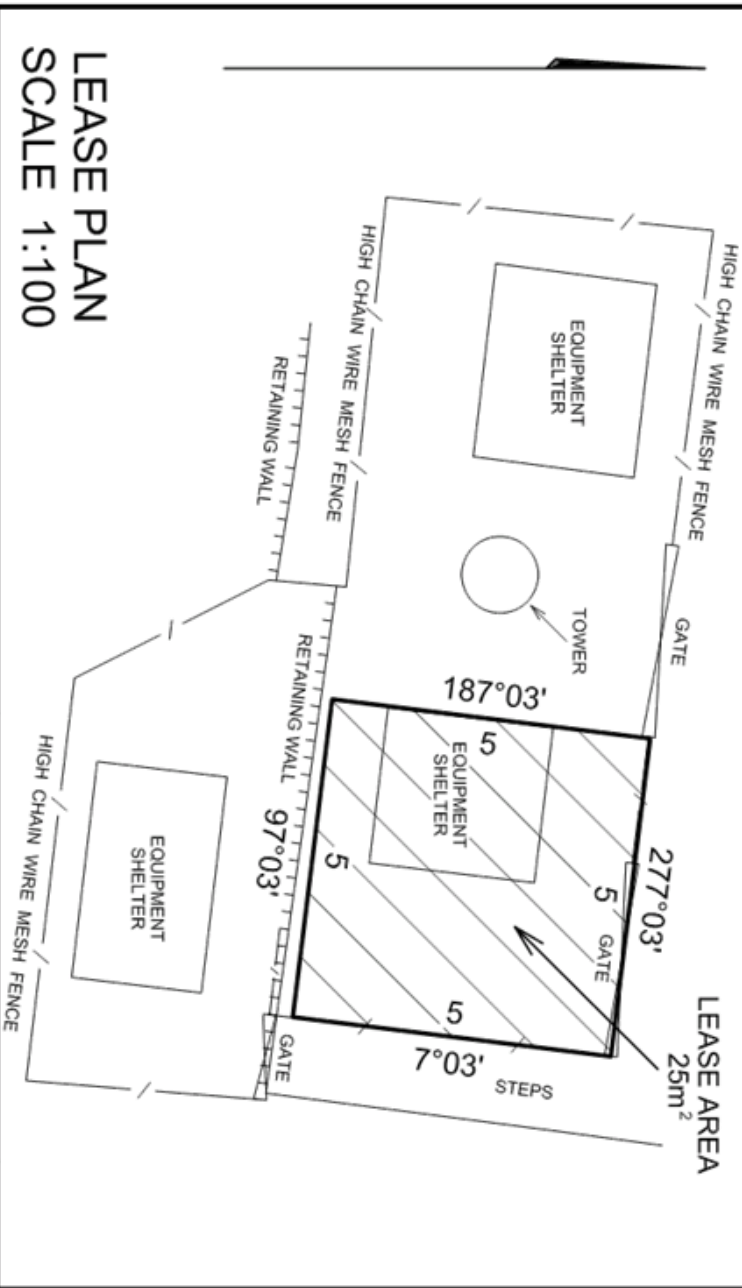 LEASE PLAN
SCALE 1:100
HIGH CHAIN WIRE MESH FENCE
HIGH CHAIN WIRE MESH FENCE
EQUIPMENT
SHELTER
RETAINING WALL
GATE
TOWER
187°03'
5
EQUIPMENT
SHELTER
RETAINING WALL
97°03'
5
277°03'
5
GATE
LEASE AREA
25m²
5
7°03'
STEPS
GATE
EQUIPMENT
SHELTER
HIGH CHAIN WIRE MESH FENCE